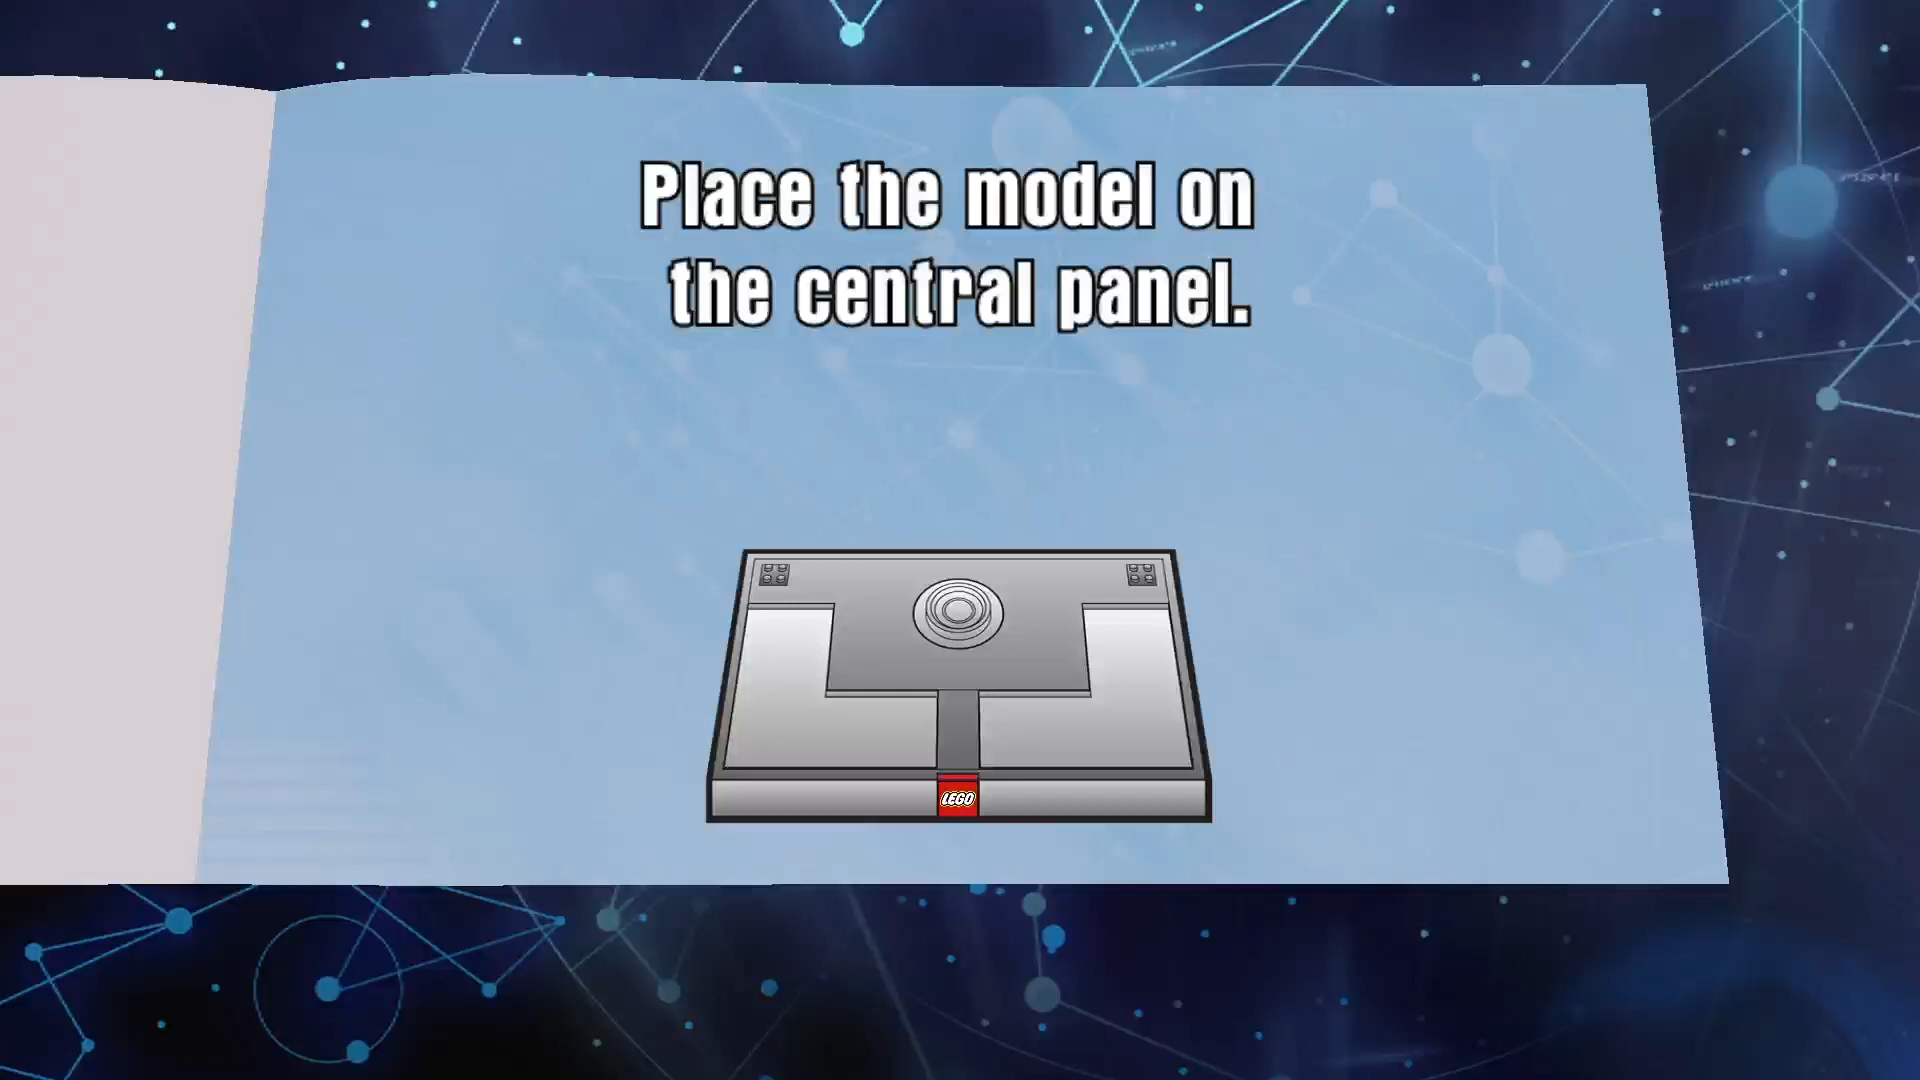 Place the model on
the central panel.
LEGO